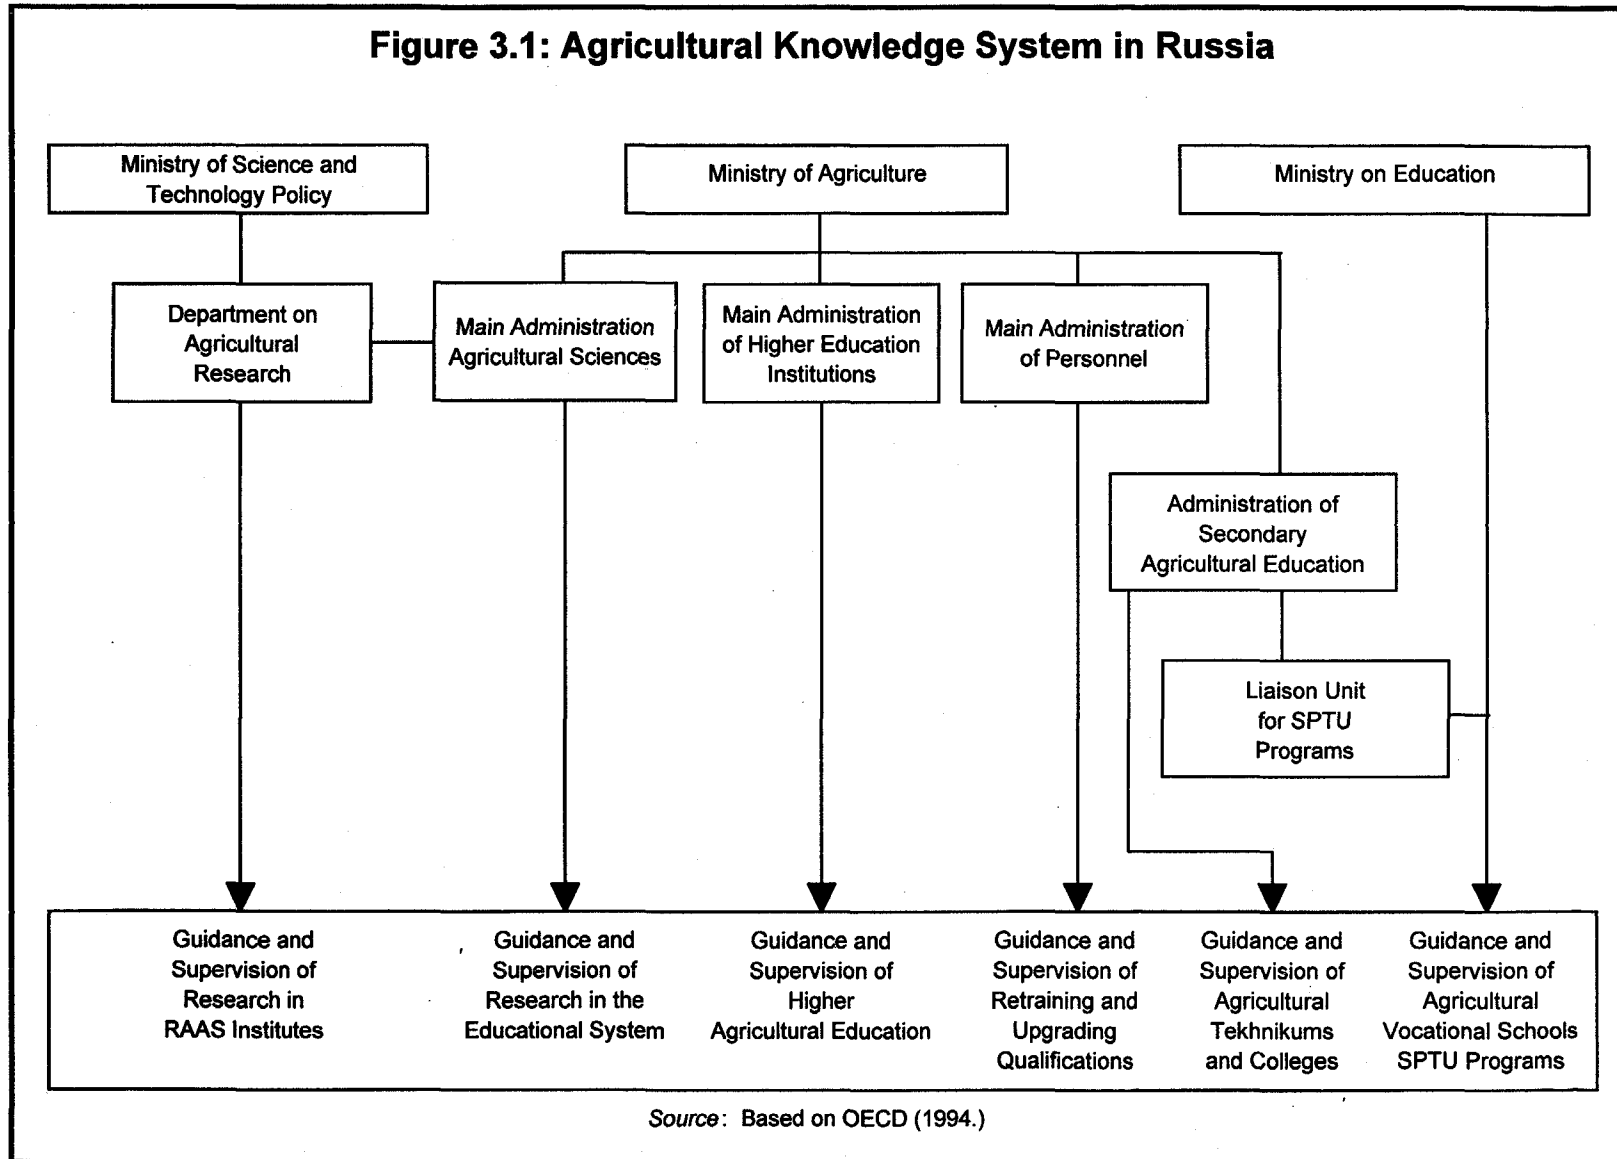 Figure 3.1: Agricultural Knowledge System in Russia
Ministry of Science and
Technology Policy
Ministry of Agriculture
Ministry on Education
Department on
Agricultural
Research
Main Administration
Agricultural Sciences
Main Administration
of Higher Education
Institutions
Main Administration
of Personnel
Administration of
Secondary
Agricultural Education
Liaison Unit
for SPTU
Programs
Guidance and
Supervision of
Research in
RAAS Institutes
Guidance and
Supervision of
Research in the
Educational System
Guidance and
Supervision of
Higher
Agricultural Education
Guidance and
Supervision of
Retraining and
Upgrading
Qualifications
Guidance and
Supervision of
Agricultural
Tekhnikums
and Colleges
Guidance and
Supervision of
Agricultural
Vocational Schools
SPTU Programs
Source: Based on OECD (1994.)